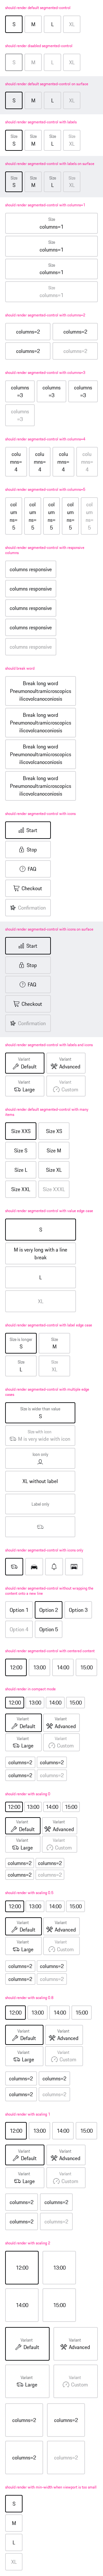 should render default segmented-control
S M L XL
should render disabled segmented-control
S M L XL
should render default segmented-control on surface
S M L XL
should render segmented-control with labels
Size Size Size Size
S M L XL
should render segmented-control with labels on surface
Size Size Size Size
S M L XL
should render segmented-control with columns=1
Size
columns=1
Size
columns=1
Size
columns=1
Size
columns=1
should render segmented-control with columns=2
columns=2 columns=2
columns=2 columns=2
should render segmented-control with columns=3
columns columns columns
=3 =3 =3
columns
=3
should render segmented-control with columns=4
colu colu colu colu
mns= mns= mns= mns=
4 4 4 4
should render segmented-control with columns=5
col col col col col
um um um um um
ns= ns= ns= ns= ns=
5 5 5 5 5
should render segmented-control with responsive
columns
columns responsive
columns responsive
columns responsive
columns responsive
columns responsive
should break word
Break long word
Pneumonoultramicroscopics
ilicovolcanoconiosis
Break long word
Pneumonoultramicroscopics
ilicovolcanoconiosis
Break long word
Pneumonoultramicroscopics
ilicovolcanoconiosis
Break long word
Pneumonoultramicroscopics
ilicovolcanoconiosis
should render segmented-control with icons
Start
Stop
FAQ
Checkout
Confirmation
should render segmented-control with icons on surface
Start
Stop
FAQ
Checkout
Confirmation
should render segmented-control with labels and icons
Variant Variant
Default Advanced
Variant Variant
Large Custom
should render default segmented-control with many
items
Size XXS Size XS
Size S Size M
Size L Size XL
Size XXL Size XXXL
should render segmented-control with value edge case
S
M is very long with a line
break
L
XL
should render segmented-control with label edge case
Size is longer Size
S M
Size Size
L XL
should render segmented-control with multiple edge
cases
Size is wider than value
S
Size with icon
M is very wide with icon
Icon only
XL without label
Label only
should render segmented-control with icons only
should render segmented-control without wrapping the
content onto a new line
Option 1 Option 2 Option 3
Option 4 Option 5
should render segmented-control with centered content
12:00 13:00 14:00 15:00
should render in compact mode
12:00 13:00 14:00 15:00
Variant Variant
Default Advanced
Variant Variant
Large Custom
columns=2 columns=2
columns=2 columns=2
should render with scaling 0
12:00 13:00 14:00 15:00
Variant Variant
Default Advanced
Variant Variant
Large Custom
columns=2 columns=2
columns=2 columns=2
should render with scaling 0.5
12:00 13:00 14:00 15:00
Variant Variant
Default Advanced
Variant Variant
Large Custom
columns=2 columns=2
columns=2 columns=2
should render with scaling 0.8
12:00 13:00 14:00 15:00
Variant Variant
Default Advanced
Variant Variant
Large Custom
columns=2 columns=2
columns=2 columns=2
should render with scaling 1
12:00 13:00 14:00 15:00
Variant Variant
Default Advanced
Variant Variant
Large Custom
columns=2 columns=2
columns=2 columns=2
should render with scaling 2
12:00 13:00
14:00 15:00
Variant Variant
Default Advanced
Variant Variant
Large Custom
columns=2 columns=2
columns=2 columns=2
should render with min-width when viewport is too small
S
M
L
XL